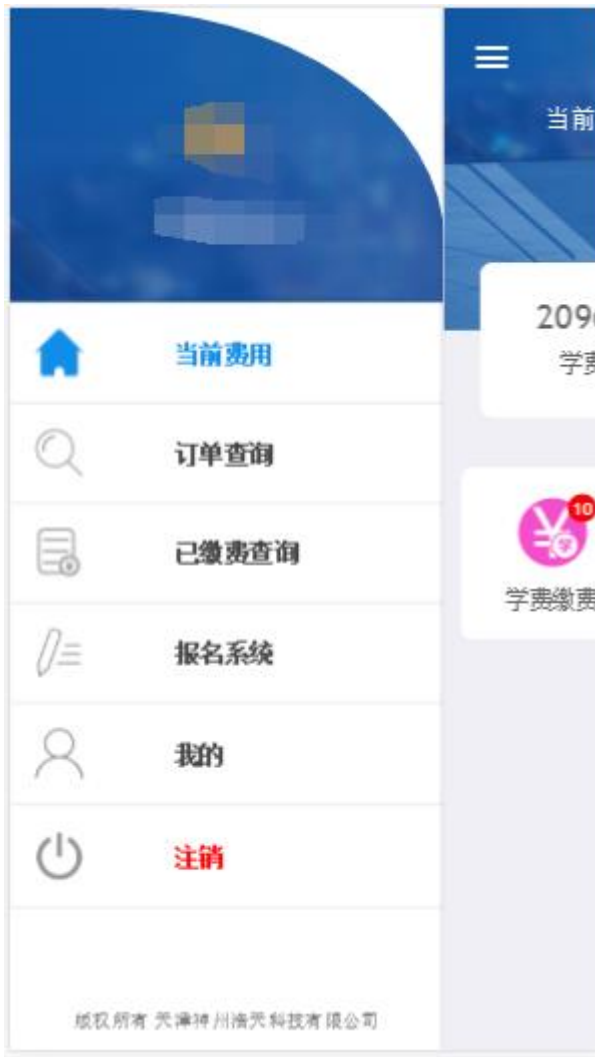 当前费用
订单查询
已缴费查询
报名系统
我的
注销
版权所有 天津神州浩天科技有限公司
当前
209
学费
10
学费缴费